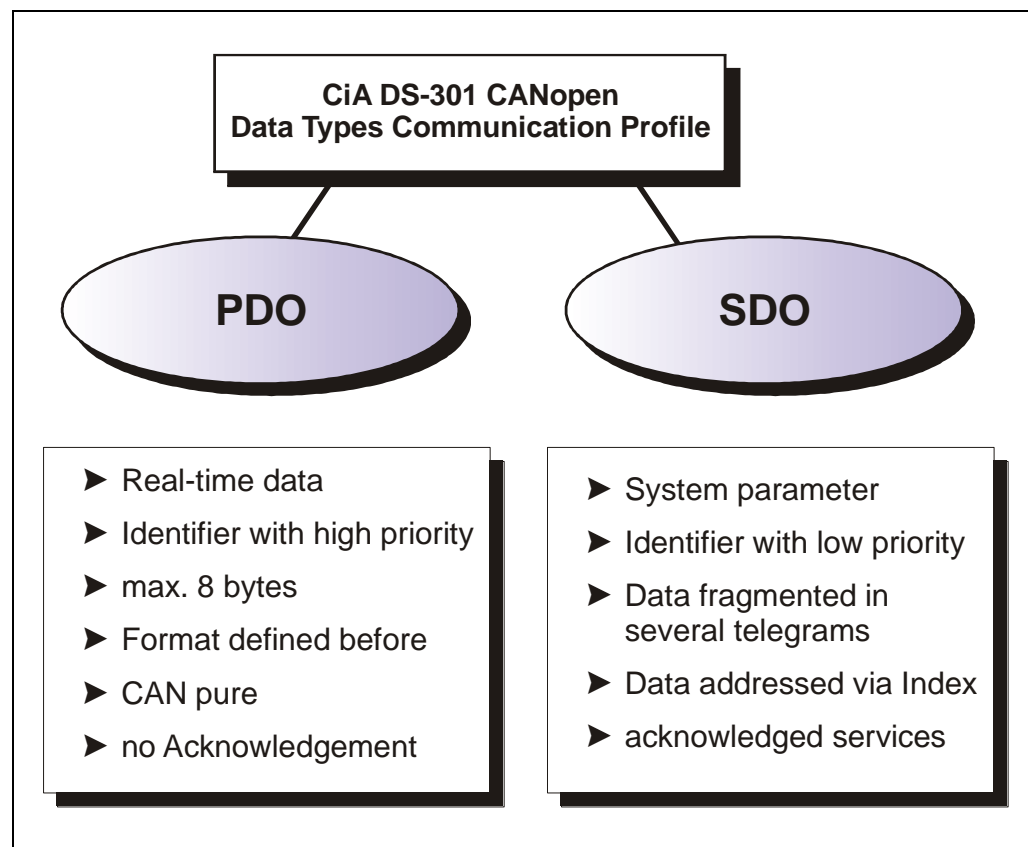 CiA DS-301 CANopen
Data Types Communication Profile
PDO
SDO
➤ Real-time data
➤ Identifier with high priority
➤ max. 8 bytes
➤ Format defined before
➤ CAN pure
➤ no Acknowledgement
➤ System parameter
➤ Identifier with low priority
➤ Data fragmented in
several telegrams
➤ Data addressed via Index
➤ acknowledged services